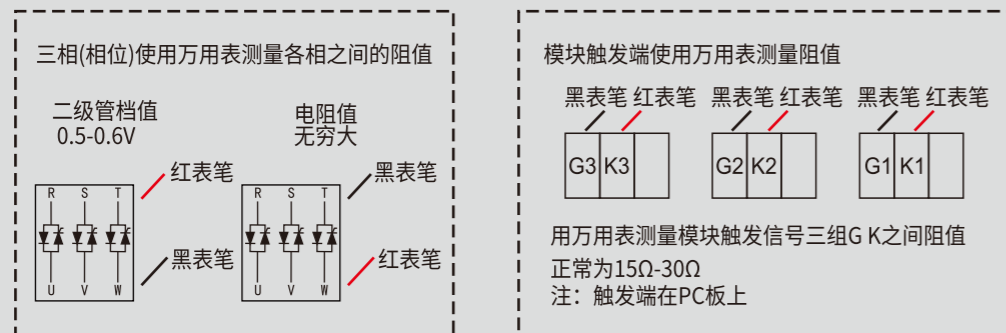 三相(相位)使用万用表测量各相之间的阻值
二级管档值
0.5-0.6V
电阻值
无穷大
红表笔
黑表笔
R S T
U V W
黑表笔
红表笔
R S T
U V W
模块触发端使用万用表测量阻值
黑表笔 红表笔 黑表笔 红表笔 黑表笔 红表笔
G3 K3 G2 K2 G1 K1
用万用表测量模块触发信号三组G K之间阻值
正常为15Ω-30Ω
注：触发端在PC板上